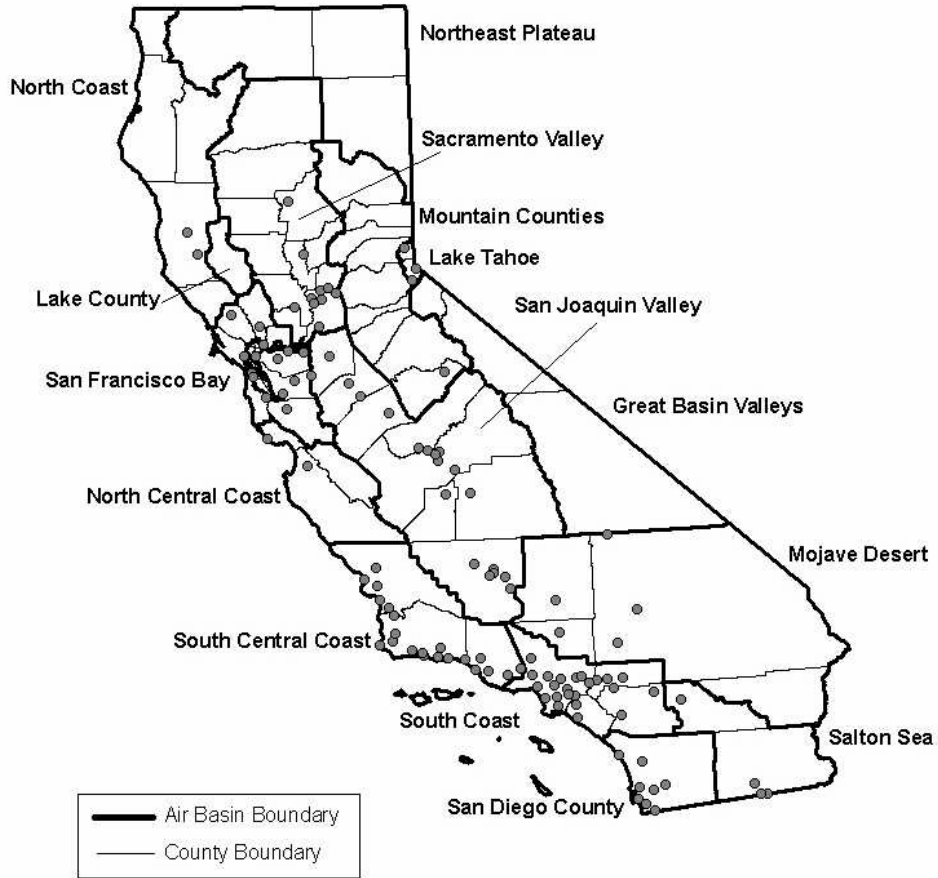 Northeast Plateau
North Coast
Sacramento Valley
Mountain Counties
Lake Tahoe
Lake County
San Joaquin Valley
San Francisco Bay
Great Basin Valleys
North Central Coast
Mojave Desert
South Central Coast
South Coast
Salton Sea
San Diego County
Air Basin Boundary
County Boundary